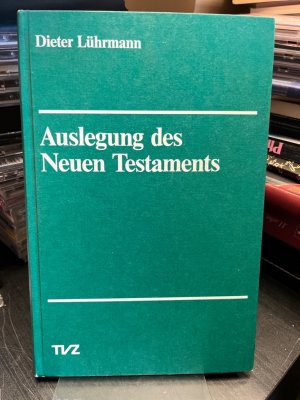 Dieter Lührmann
Auslegung des
Neuen Testaments
TVZ